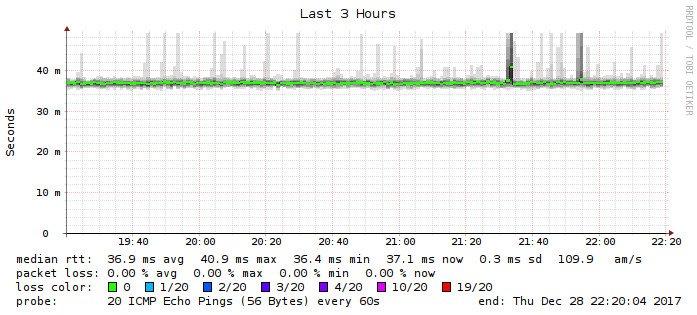 Last 3 Hours
RRDTOOL / TOBI OETIKER
Seconds
40 m
30 m
20 m
10 m
0
19:40 20:00 20:20 20:40 21:00 21:20 21:40 22:00 22:20
median rtt: 36.9 ms avg 40.9 ms max 36.4 ms min 37.1 ms now 0.3 ms sd 109.9 am/s
packet loss: 0.00 % avg 0.00 % max 0.00 % min 0.00 % now
loss color: 0 1/20 2/20 3/20 4/20 10/20 19/20
probe: 20 ICMP Echo Pings (56 Bytes) every 60s end: Thu Dec 28 22:20:04 2017